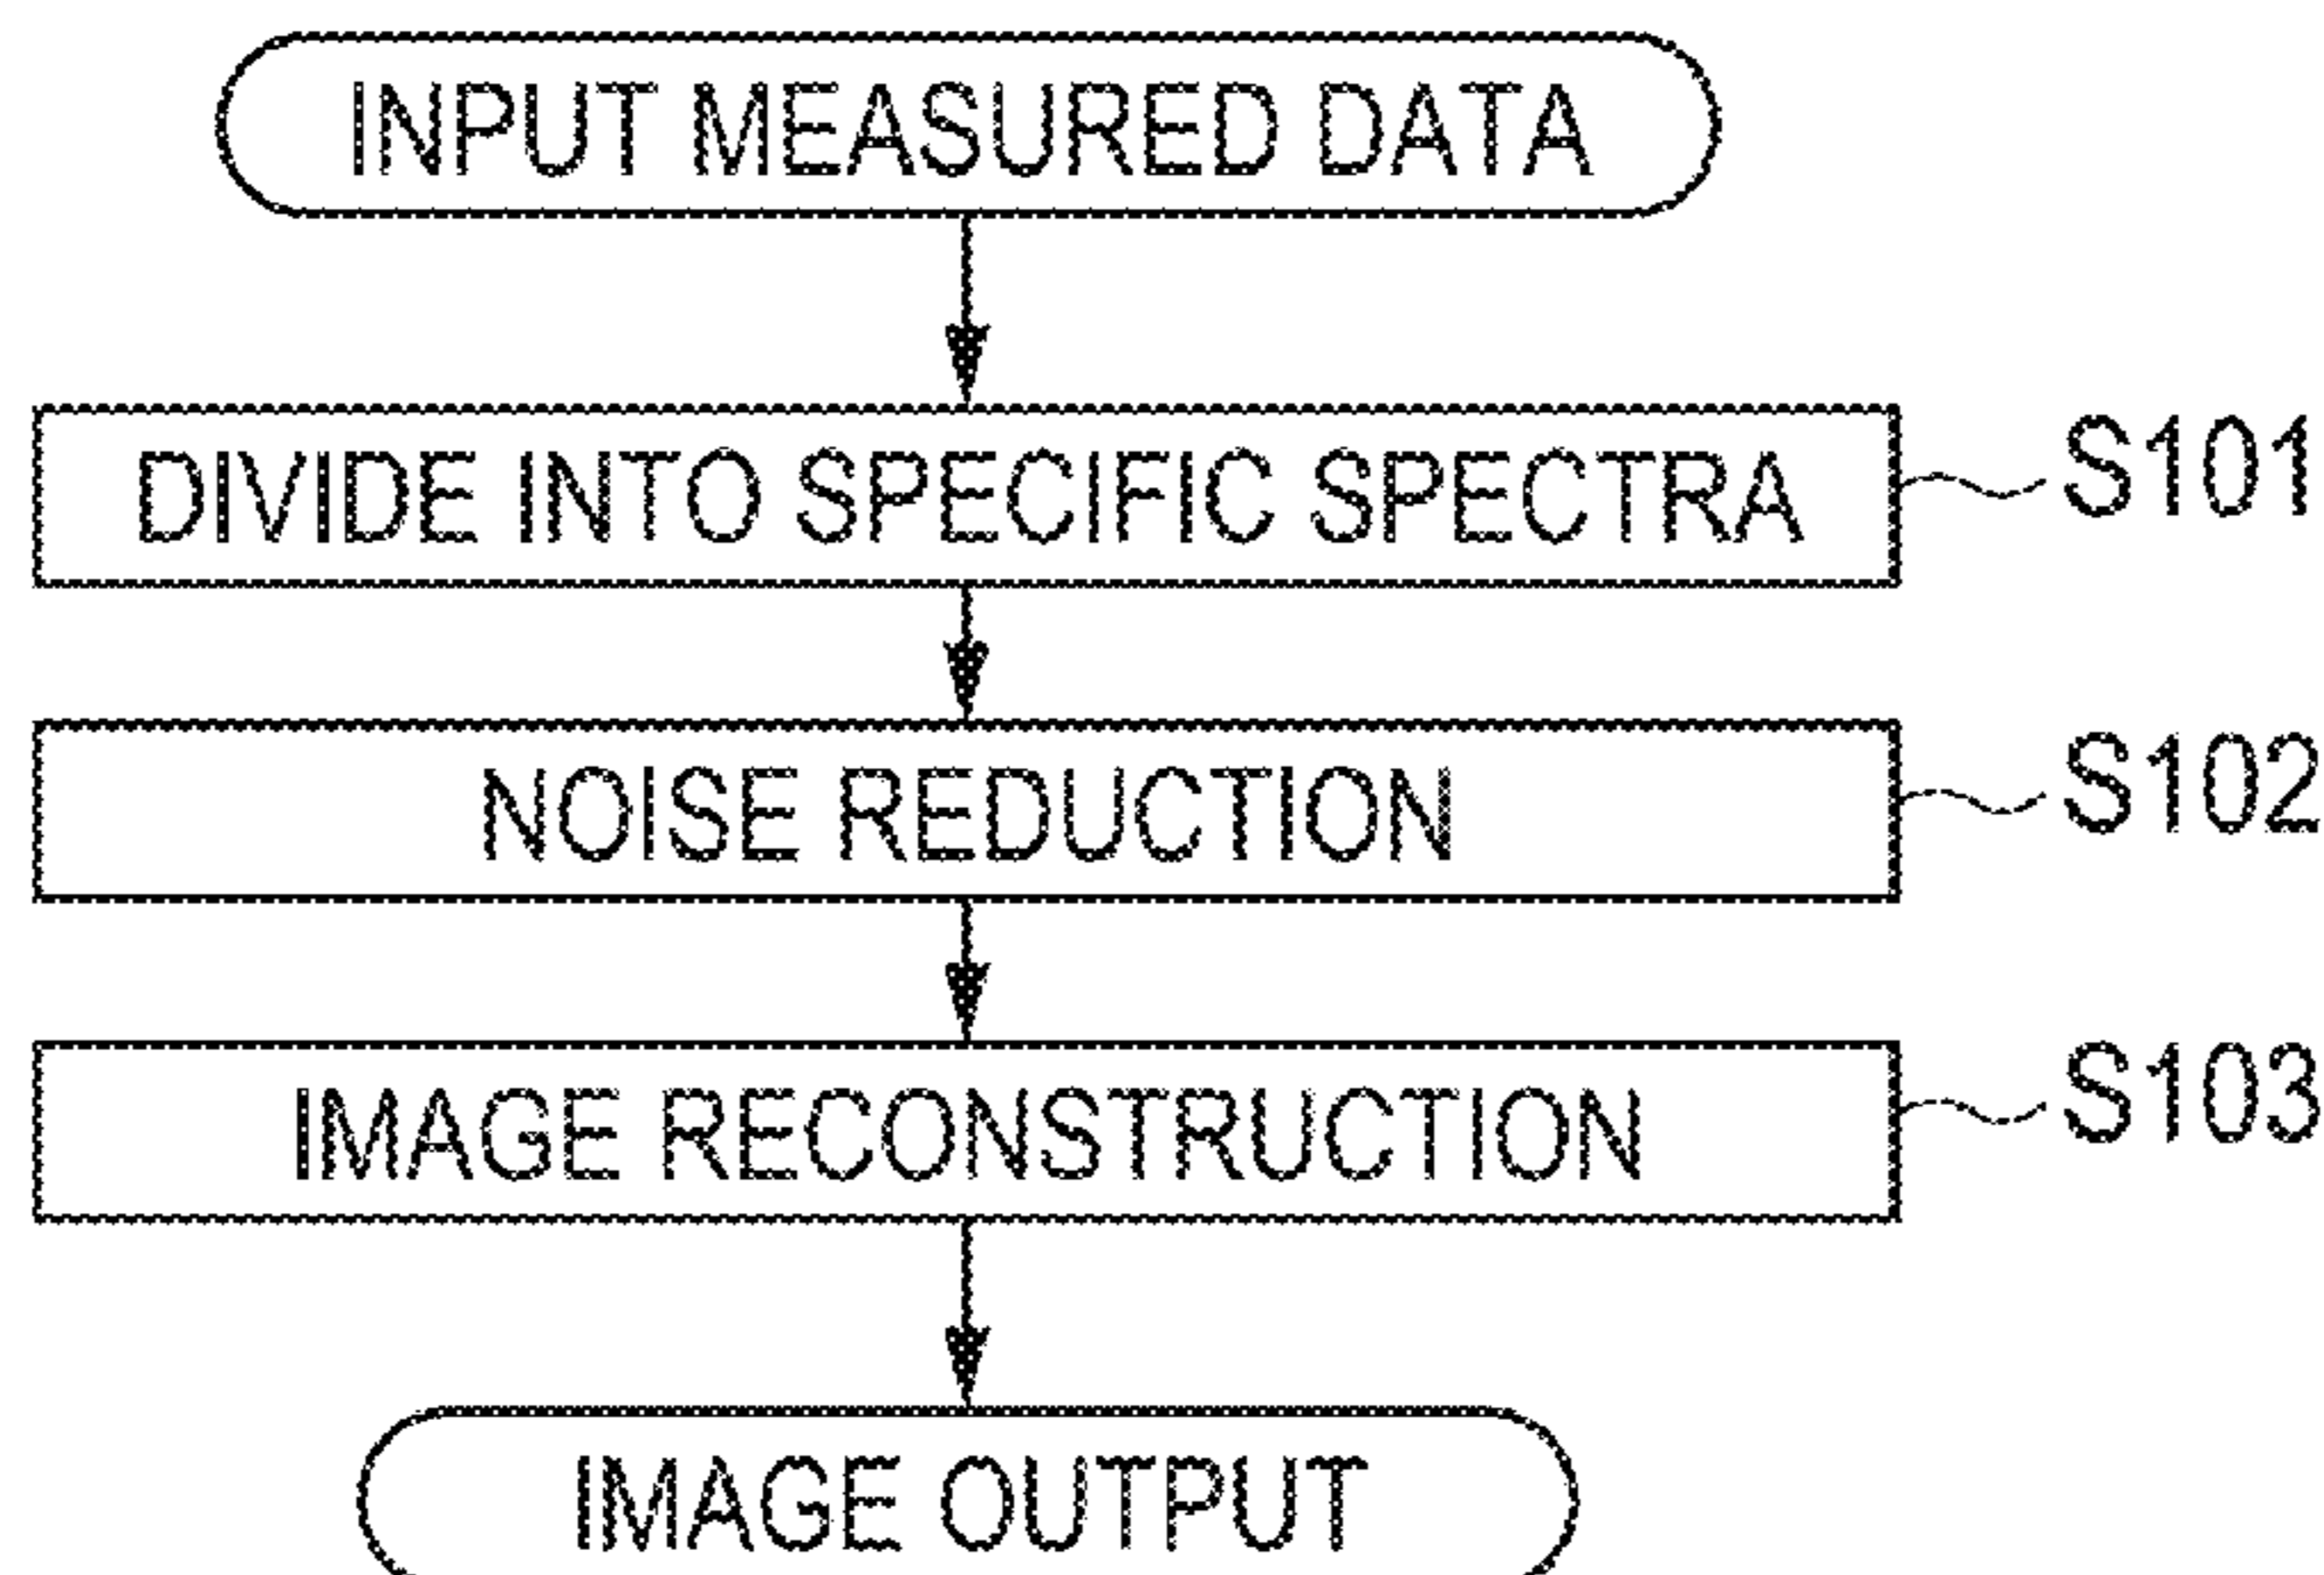 INPUT MEASURED DATA
DIVIDE INTO SPECIFIC SPECTRA
S101
NOISE REDUCTION
S102
IMAGE RECONSTRUCTION
S103
IMAGE OUTPUT